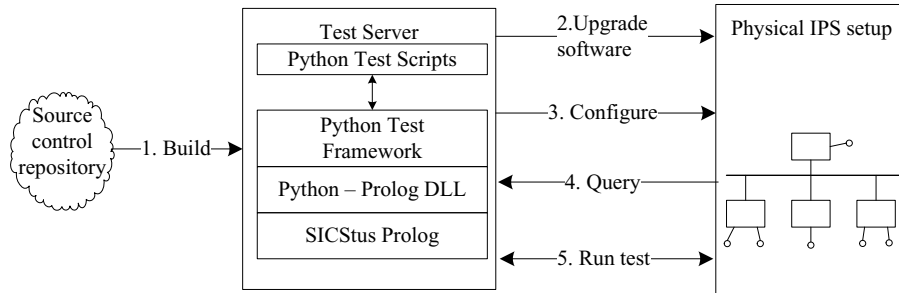 Source
control
repository
1. Build
Test Server
Python Test Scripts
Python Test
Framework
Python – Prolog DLL
SICStus Prolog
2.Upgrade
software
3. Configure
4. Query
5. Run test
Physical IPS setup